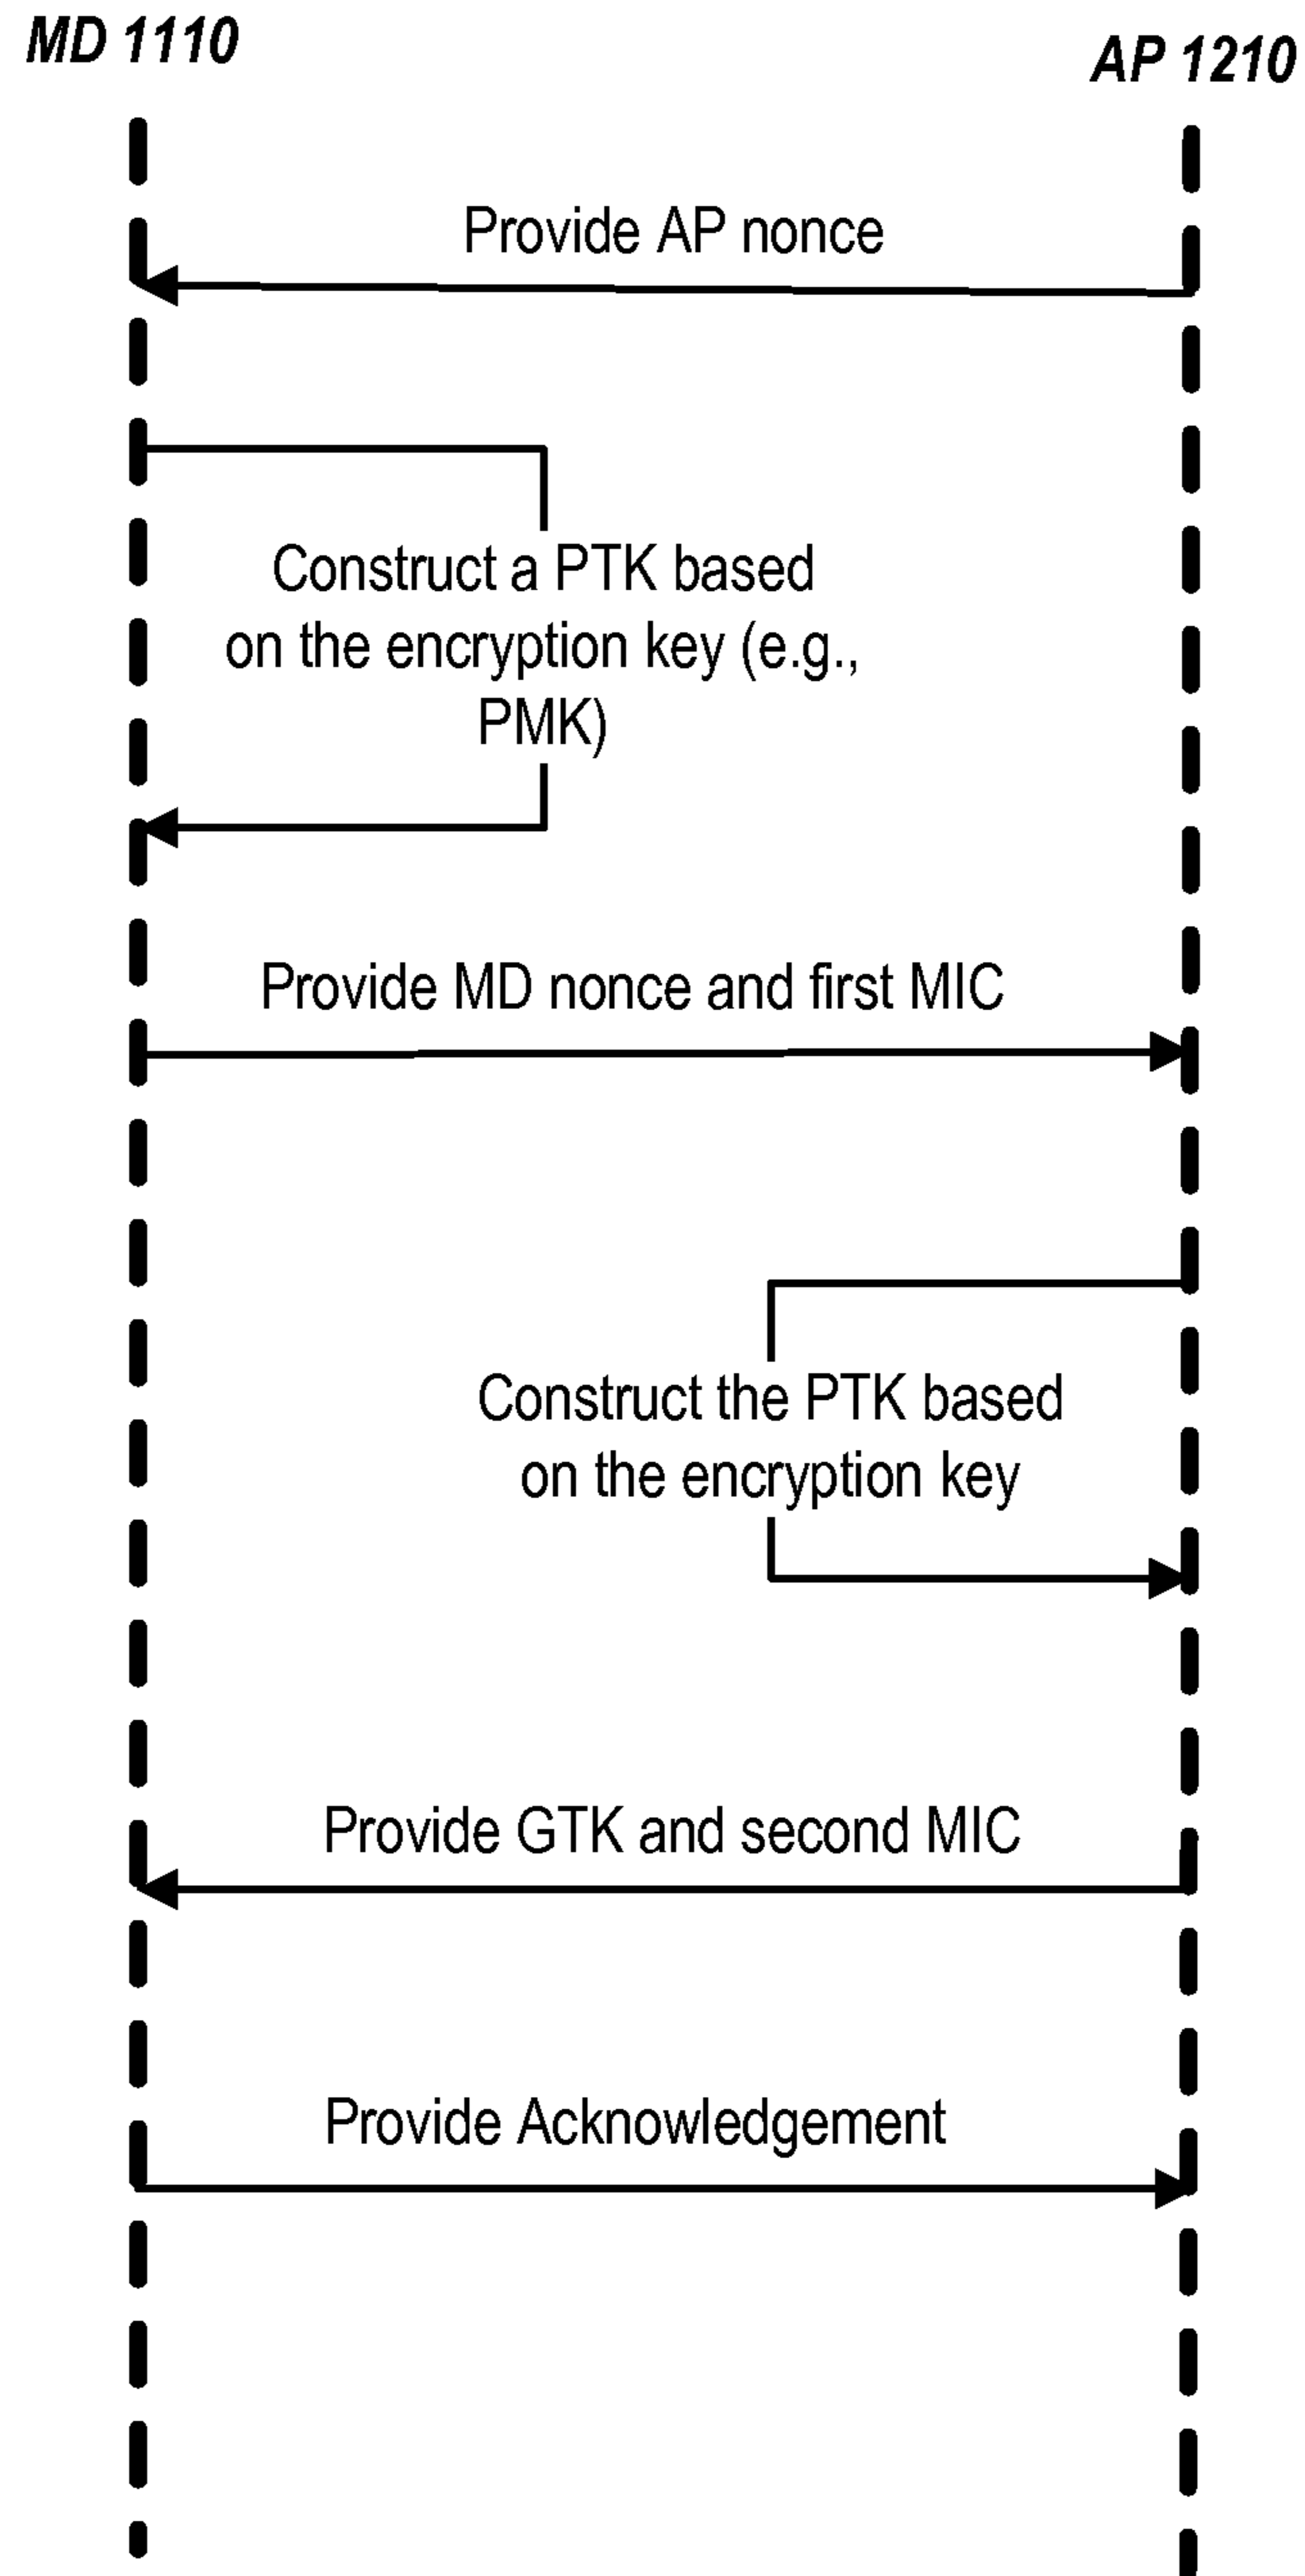 MD 1110
AP 1210
Provide AP nonce
Construct a PTK based
on the encryption key (e.g.,
PMK)
Provide MD nonce and first MIC
Construct the PTK based
on the encryption key
Provide GTK and second MIC
Provide Acknowledgement